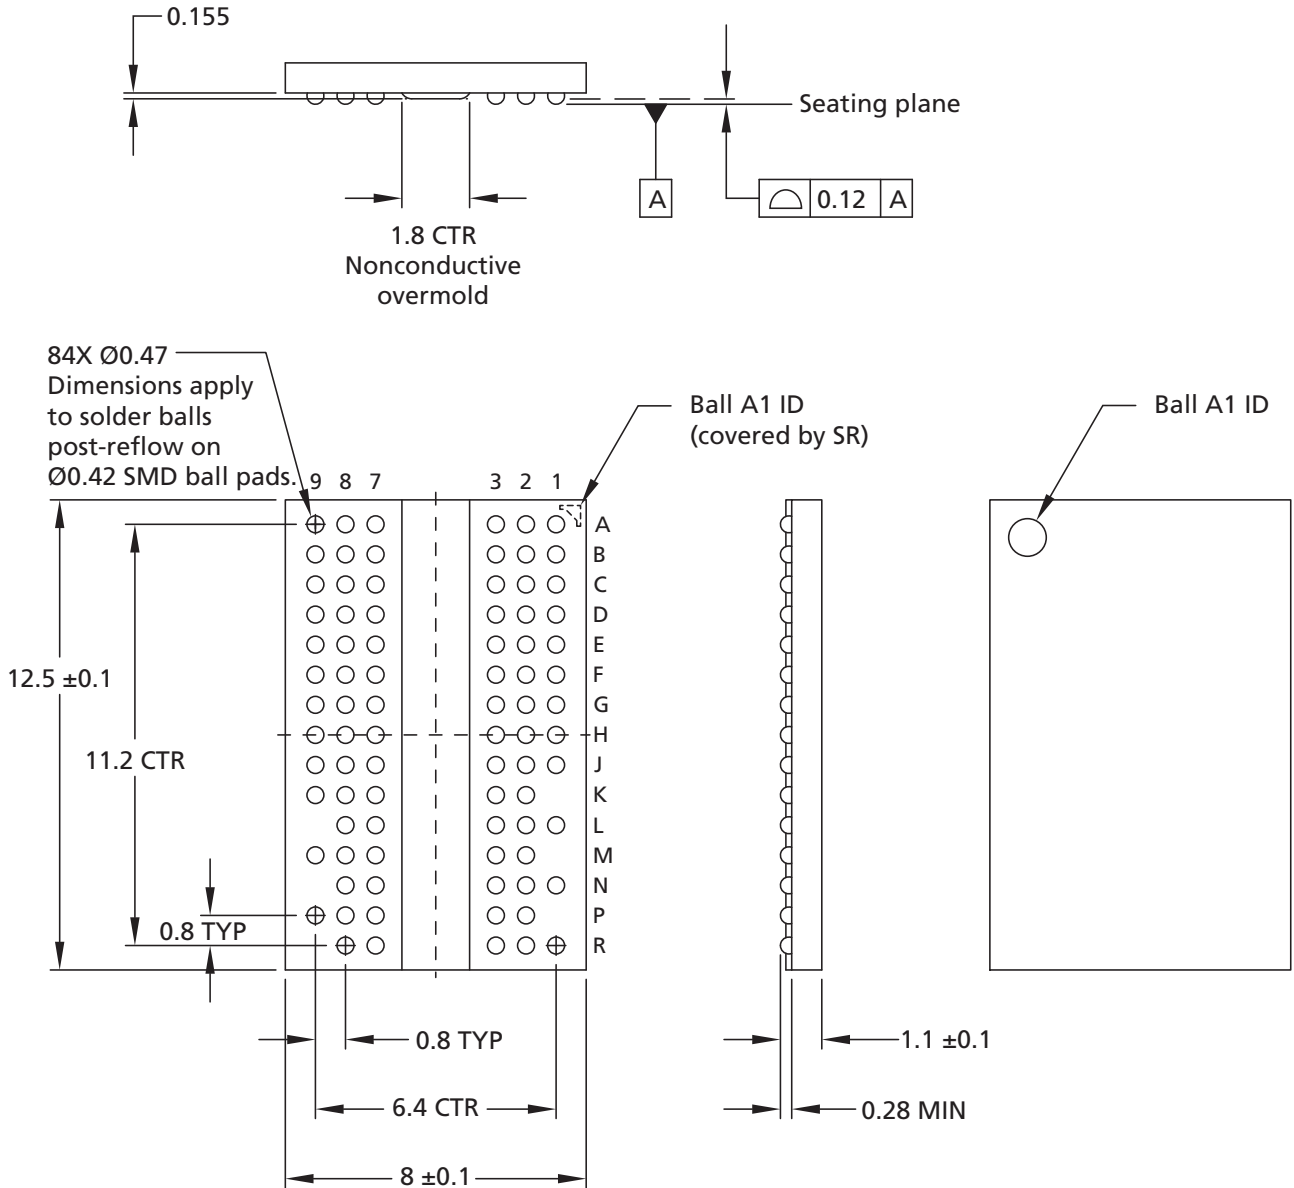 0.155
Seating plane
A
0.12 A
1.8 CTR
Nonconductive
overmold
84X Ø0.47
Dimensions apply
to solder balls
post-reflow on
Ø0.42 SMD ball pads.
Ball A1 ID
(covered by SR)
Ball A1 ID
9 8 7 3 2 1
A
B
C
D
E
F
G
H
J
K
L
M
N
P
R
12.5 ±0.1
11.2 CTR
0.8 TYP
0.8 TYP
1.1 ±0.1
6.4 CTR
0.28 MIN
8 ±0.1